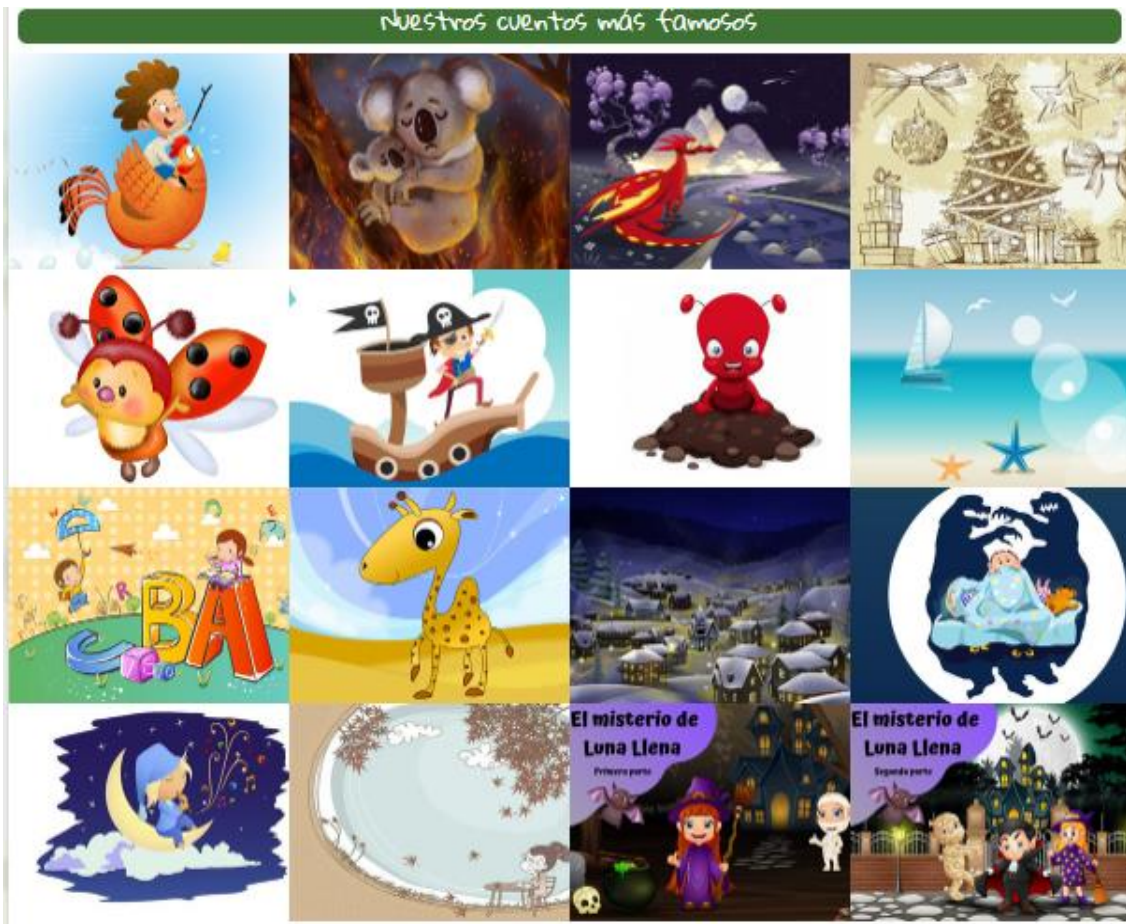 Nuestros cuentos más famosos
El misterio de
Luna Llena
Primera parte
El misterio de
Luna Llena
Segunda parte